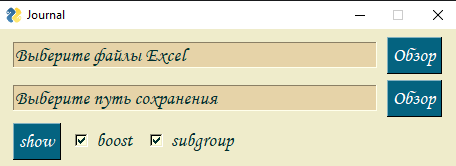 Journal
Выберите файлы Excel Обзор
Выберите путь сохранения Обзор
show boost subgroup